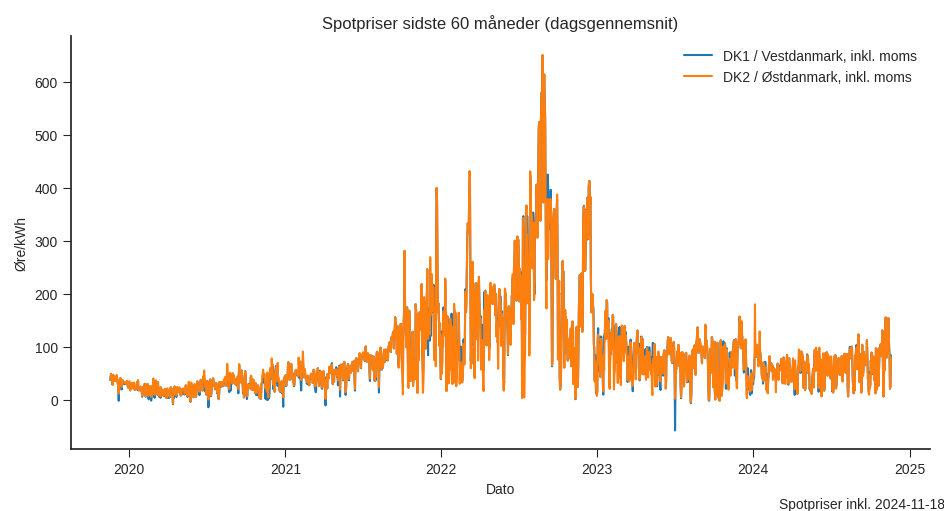 Spotpriser sidste 60 måneder (dagsgennemsnit)
DK1 / Vestdanmark, inkl. moms
DK2 / Østdanmark, inkl. moms
600
500
400
300
200
100
0
Øre/kWh
2020 2021 2022 2023 2024 2025
Dato
Spotpriser inkl. 2024-11-18